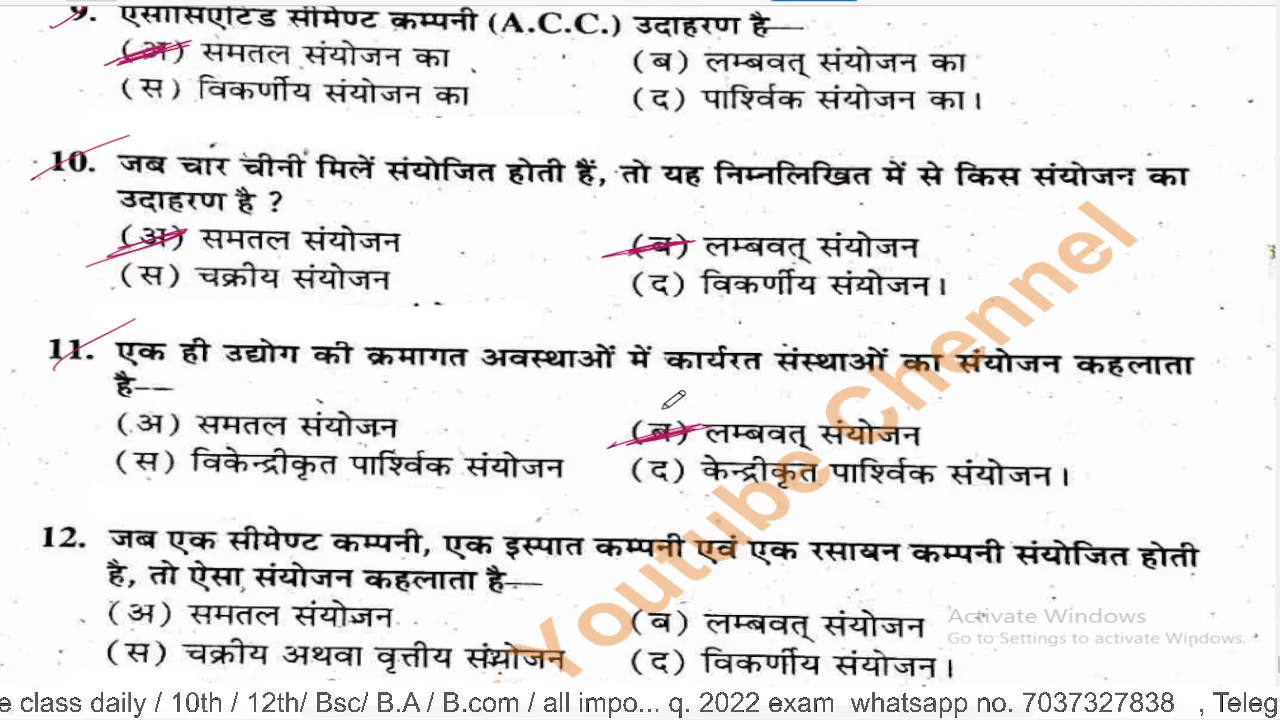 9. एसोसिएटिड सीमेण्ट कम्पनी (A.C.C.) उदाहरण है—
(अ) समतल संयोजन का (ब) लम्बवत् संयोजन का
(स) विकर्णीय संयोजन का (द) पार्श्विक संयोजन का।
10. जब चार चीनी मिलें संयोजित होती हैं, तो यह निम्नलिखित में से किस संयोजन का
उदाहरण है ?
(अ) समतल संयोजन (ब) लम्बवत् संयोजन
(स) चक्रीय संयोजन (द) विकर्णीय संयोजन।
11. एक ही उद्योग की क्रमागत अवस्थाओं में कार्यरत संस्थाओं का संयोजन कहलाता
है—
(अ) समतल संयोजन (ब) लम्बवत् संयोजन
(स) विकेन्द्रीकृत पार्श्विक संयोजन (द) केन्द्रीकृत पार्श्विक संयोजन।
12. जब एक सीमेण्ट कम्पनी, एक इस्पात कम्पनी एवं एक रसायन कम्पनी संयोजित होती
है, तो ऐसा संयोजन कहलाता है—
(अ) समतल संयोजन (ब) लम्बवत् संयोजन
(स) चक्रीय अथवा वृत्तीय संयोजन (द) विकर्णीय संयोजन।
Youtube Chennel
Activate Windows
Go to Settings to activate Windows.
e class daily / 10th / 12th/ Bsc/ B.A / B.com / all impo... q. 2022 exam whatsapp no. 7037327838 , Teleg